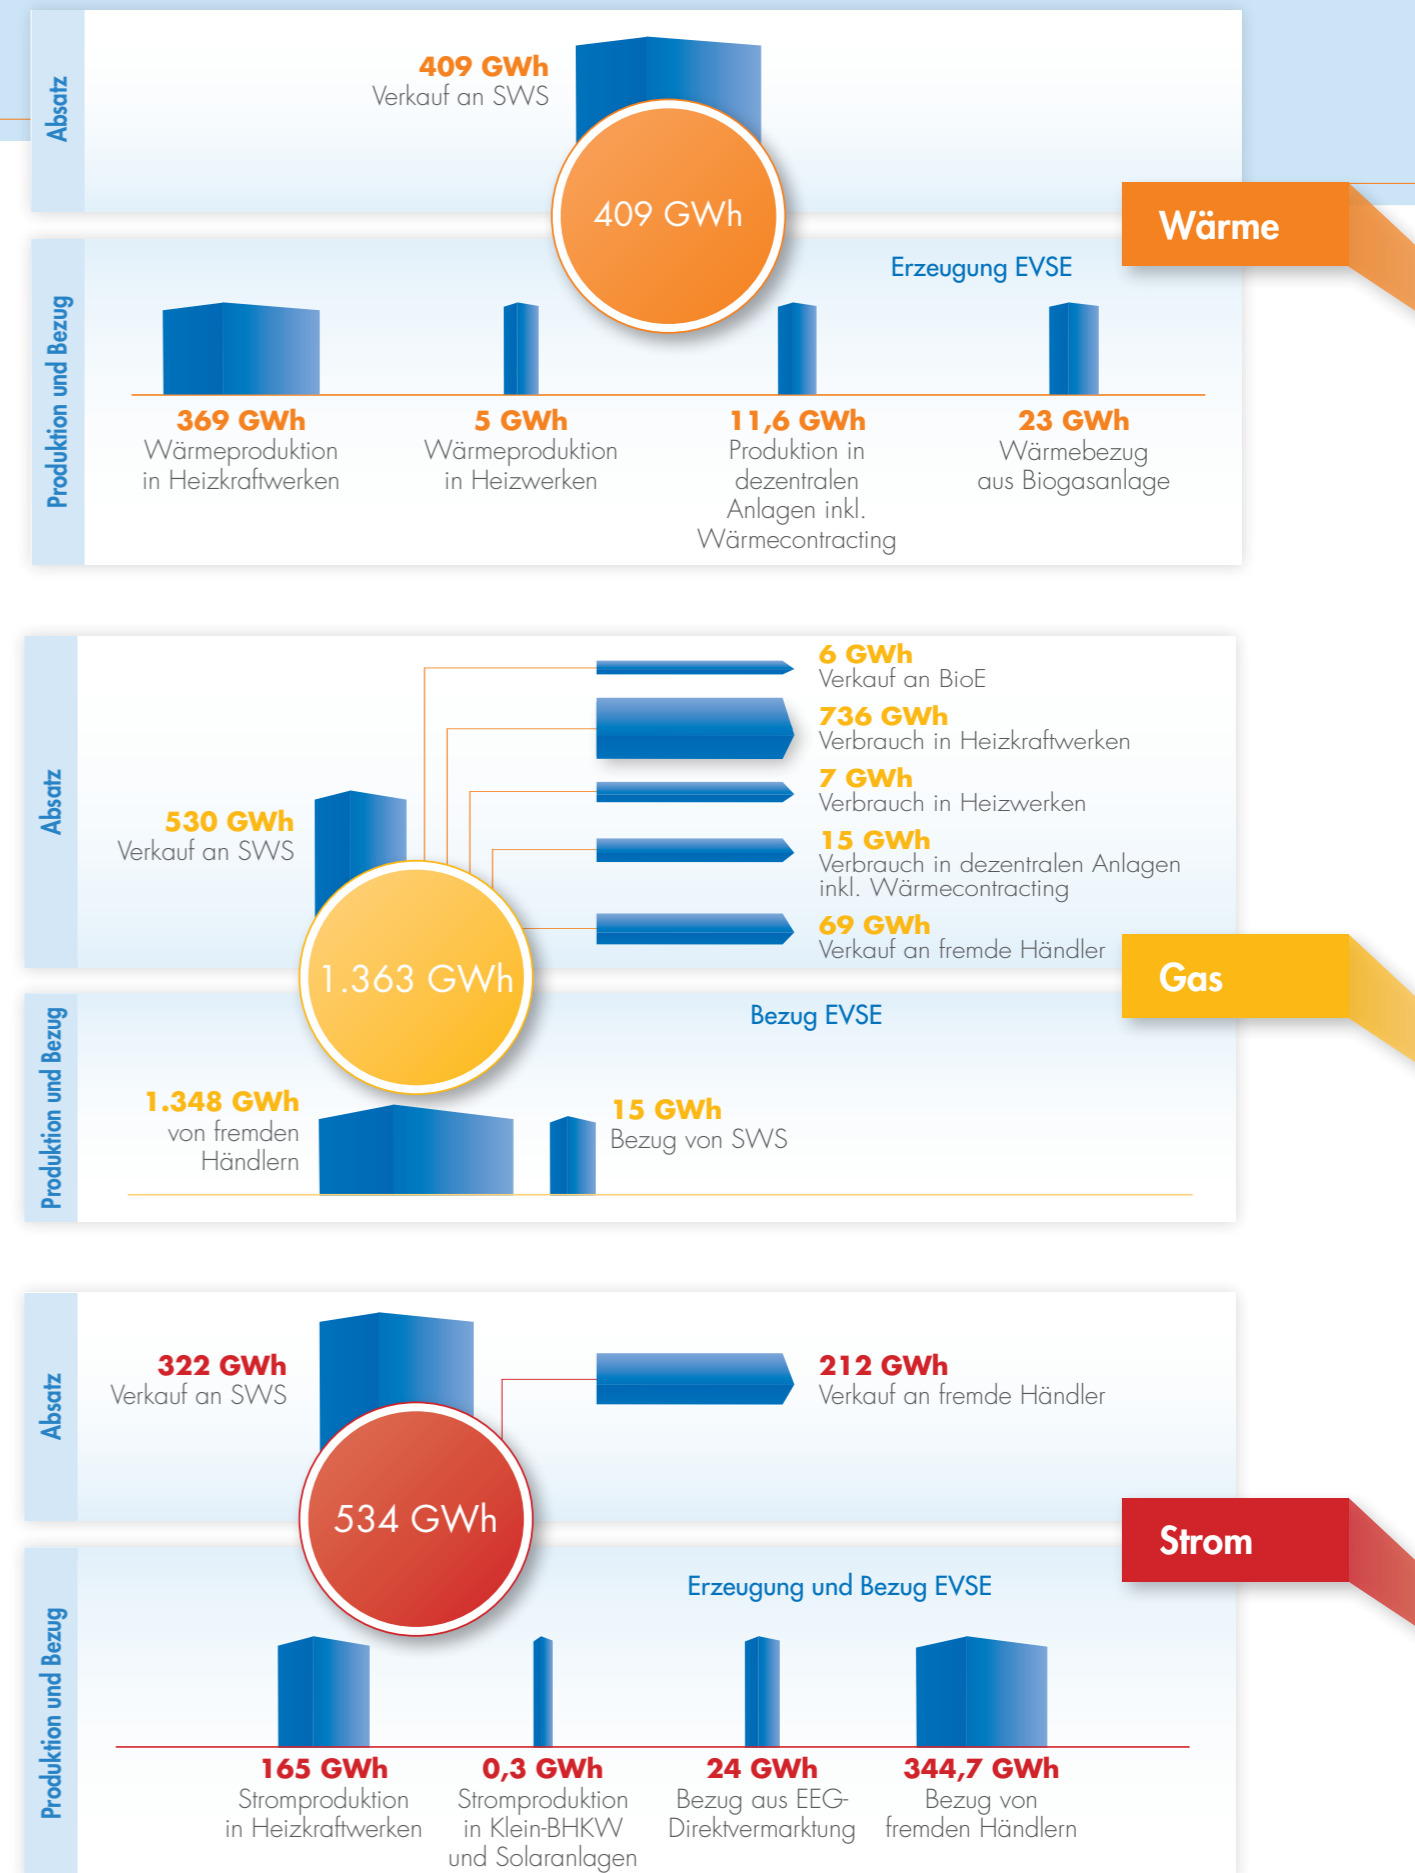 Absatz
409 GWh
Verkauf an SWS
409 GWh
Wärme
Produktion und Bezug
Erzeugung EVSE
369 GWh
Wärmeproduktion
in Heizkraftwerken
5 GWh
Wärmeproduktion
in Heizwerken
11,6 GWh
Produktion in
dezentralen
Anlagen inkl.
Wärmecontracting
23 GWh
Wärmebezug
aus Biogasanlage
Absatz
530 GWh
Verkauf an SWS
6 GWh
Verkauf an BioE
736 GWh
Verbrauch in Heizkraftwerken
7 GWh
Verbrauch in Heizwerken
15 GWh
Verbrauch in dezentralen Anlagen
inkl. Wärmecontracting
69 GWh
Verkauf an fremde Händler
1.363 GWh
Gas
Produktion und Bezug
Bezug EVSE
1.348 GWh
von fremden
Händlern
15 GWh
Bezug von SWS
Absatz
322 GWh
Verkauf an SWS
212 GWh
Verkauf an fremde Händler
534 GWh
Strom
Produktion und Bezug
Erzeugung und Bezug EVSE
165 GWh
Stromproduktion
in Heizkraftwerken
0,3 GWh
Stromproduktion
in Klein-BHKW
und Solaranlagen
24 GWh
Bezug aus EEG-
Direktvermarktung
344,7 GWh
Bezug von
fremden Händlern